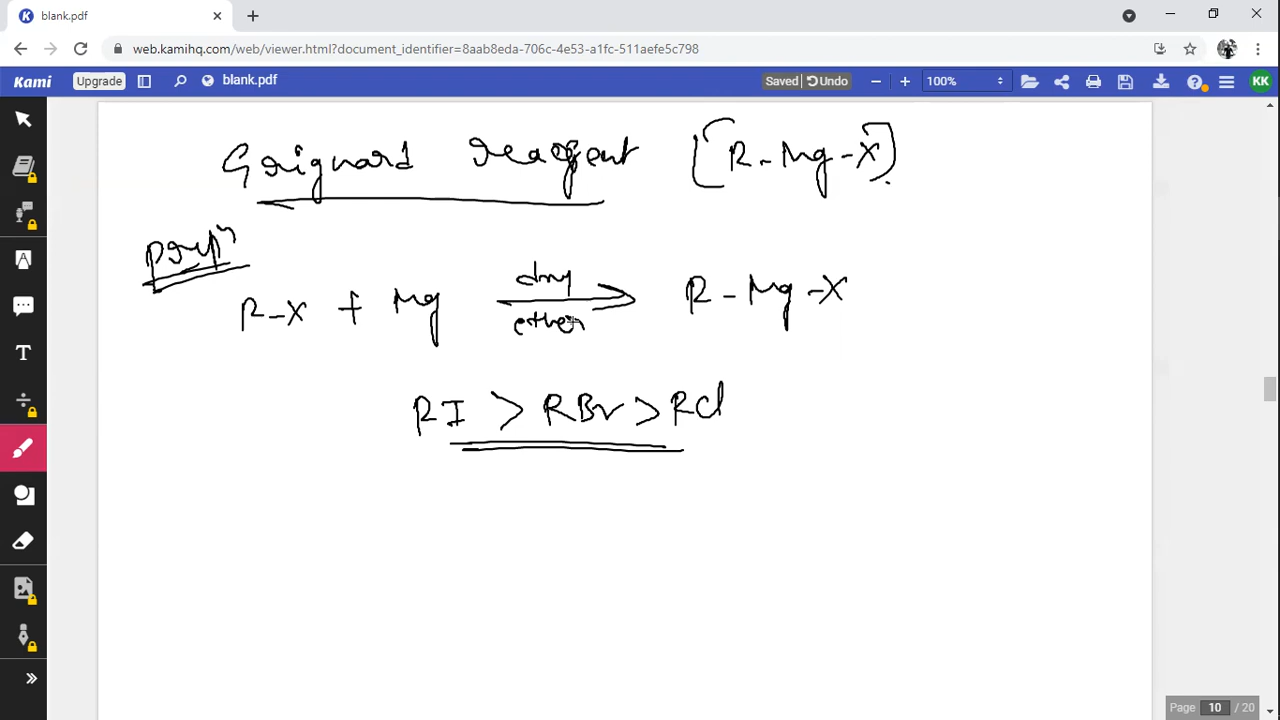 blank.pdf
web.kamihq.com/web/viewer.html?document_identifier=8aab8eda-706c-4e53-a1fc-511aefe5c798
Kami Upgrade blank.pdf Saved Undo 100% KK
Grignard reagent [R-Mg-X]
prepⁿ
R-X + Mg dry ether → R-Mg-X
RI > RBr > RCl
Page 10 / 20